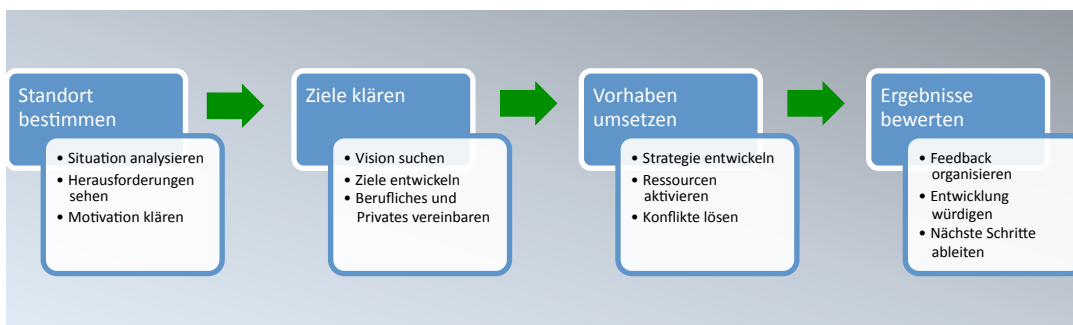 Standort
bestimmen
• Situation analysieren
• Herausforderungen
sehen
• Motivation klären
Ziele klären
• Vision suchen
• Ziele entwickeln
• Berufliches und
Privates vereinbaren
Vorhaben
umsetzen
• Strategie entwickeln
• Ressourcen
aktivieren
• Konflikte lösen
Ergebnisse
bewerten
• Feedback
organisieren
• Entwicklung
würdigen
• Nächste Schritte
ableiten